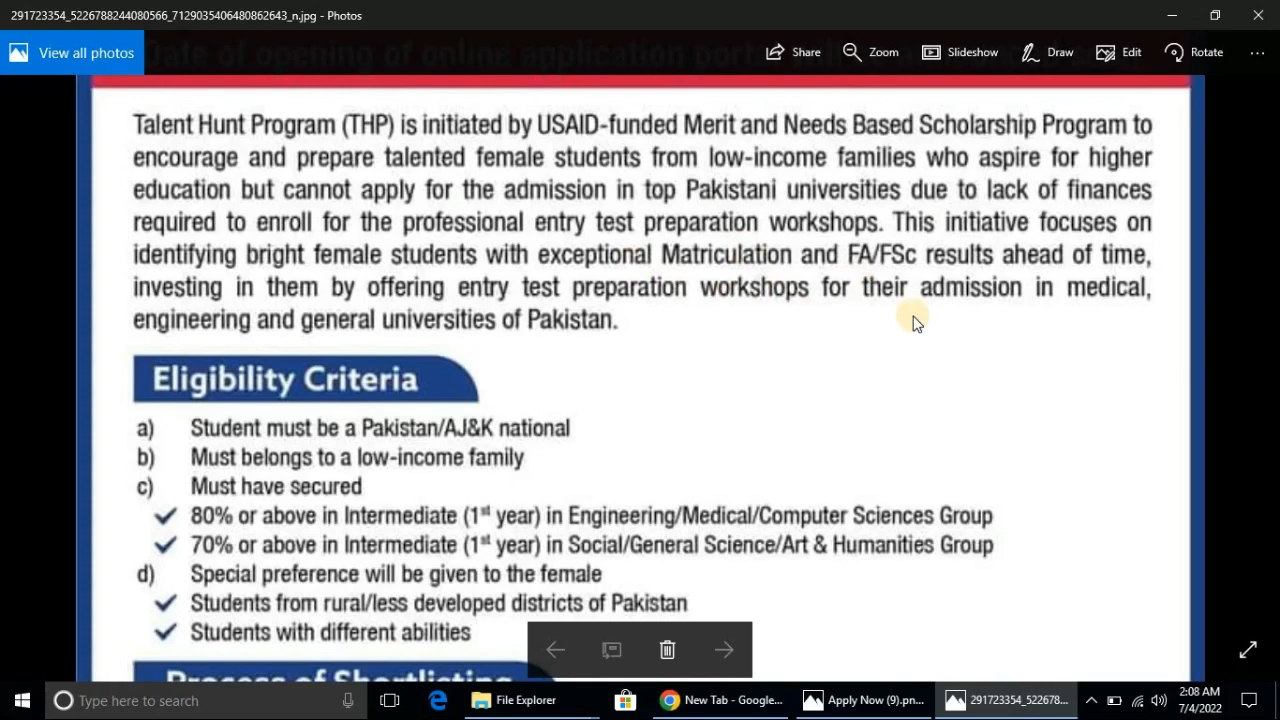 291723354_5226788244080566_7129035406480862643_n.jpg - Photos
View all photos
Share
Zoom
Slideshow
Draw
Edit
Rotate
Date of opening of online application port
Talent Hunt Program (THP) is initiated by USAID-funded Merit and Needs Based Scholarship Program to
encourage and prepare talented female students from low-income families who aspire for higher
education but cannot apply for the admission in top Pakistani universities due to lack of finances
required to enroll for the professional entry test preparation workshops. This initiative focuses on
identifying bright female students with exceptional Matriculation and FA/FSc results ahead of time,
investing in them by offering entry test preparation workshops for their admission in medical,
engineering and general universities of Pakistan.
Eligibility Criteria
a) Student must be a Pakistan/AJ&K national
b) Must belongs to a low-income family
c) Must have secured
✓ 80% or above in Intermediate (1st year) in Engineering/Medical/Computer Sciences Group
✓ 70% or above in Intermediate (1st year) in Social/General Science/Art & Humanities Group
d) Special preference will be given to the female
✓ Students from rural/less developed districts of Pakistan
✓ Students with different abilities
Process of Shortlisting
Type here to search
File Explorer
New Tab - Google...
Apply Now (9).pn...
291723354_522678...
2:08 AM
7/4/2022